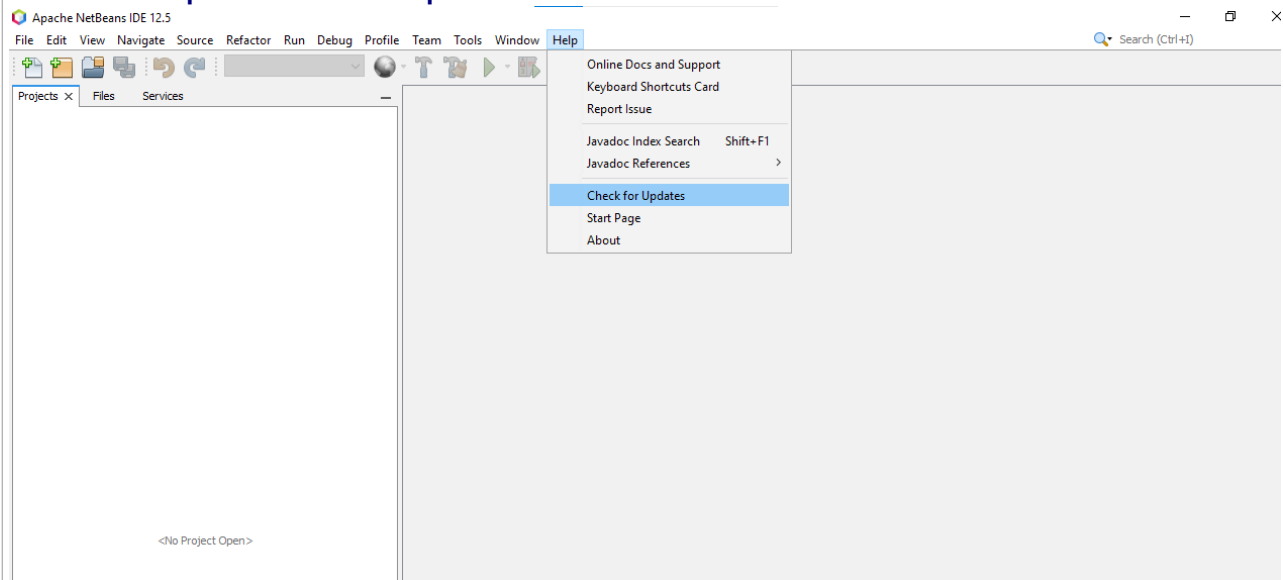 Apache NetBeans IDE 12.5
File Edit View Navigate Source Refactor Run Debug Profile Team Tools Window Help
Search (Ctrl+I)
Projects Files Services
Online Docs and Support
Keyboard Shortcuts Card
Report Issue
Javadoc Index Search Shift+F1
Javadoc References
Check for Updates
Start Page
About
<No Project Open>